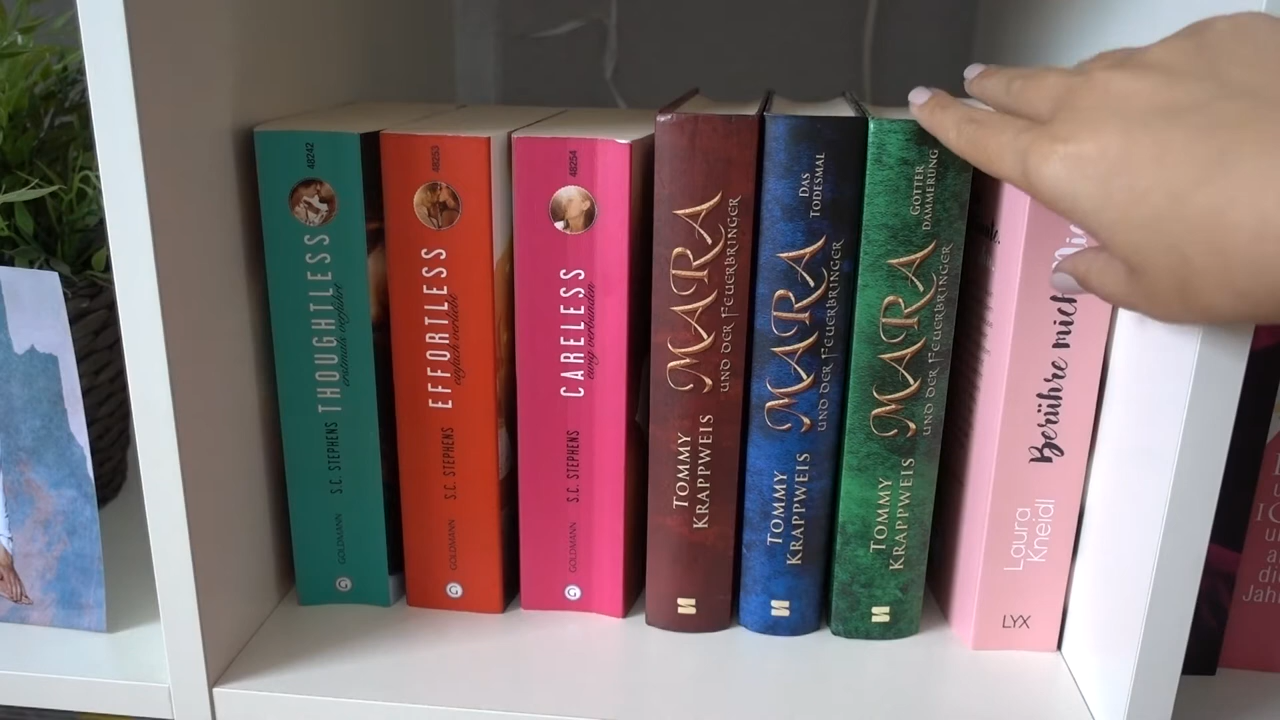 48242
THOUGHTLESS
erstmals verführt
S.C. STEPHENS
GOLDMANN
G
48253
EFFORTLESS
einfach verliebt
S.C. STEPHENS
GOLDMANN
G
48254
CARELESS
ewig verbunden
S.C. STEPHENS
GOLDMANN
G
MARA
UND DER FEUERBRINGER
TOMMY
KRAPPWEIS
DAS
TODESMAL
MARA
UND DER FEUERBRINGER
TOMMY
KRAPPWEIS
GÖTTER
DÄMMERUNG
MARA
UND DER FEUERBRINGER
TOMMY
KRAPPWEIS
Berühre mich
Laura
Kneidl
LYX